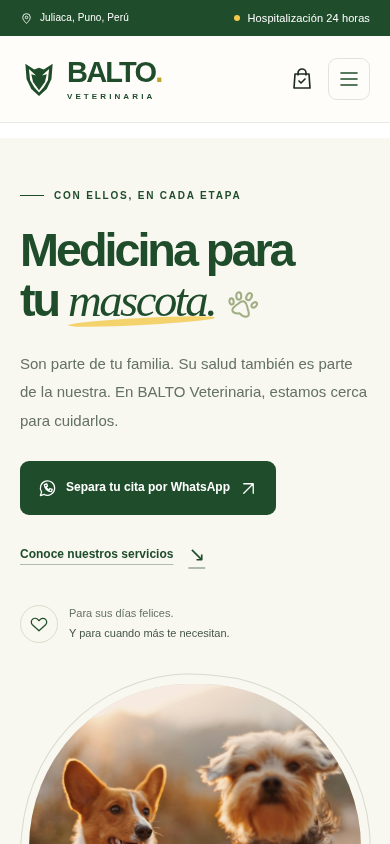 Juliaca, Puno, Perú
Hospitalización 24 horas
BALTO.
VETERINARIA
CON ELLOS, EN CADA ETAPA
Medicina para
tu mascota.
Son parte de tu familia. Su salud también es parte
de la nuestra. En BALTO Veterinaria, estamos cerca
para cuidarlos.
Separa tu cita por WhatsApp
Conoce nuestros servicios
Para sus días felices.
Y para cuando más te necesitan.